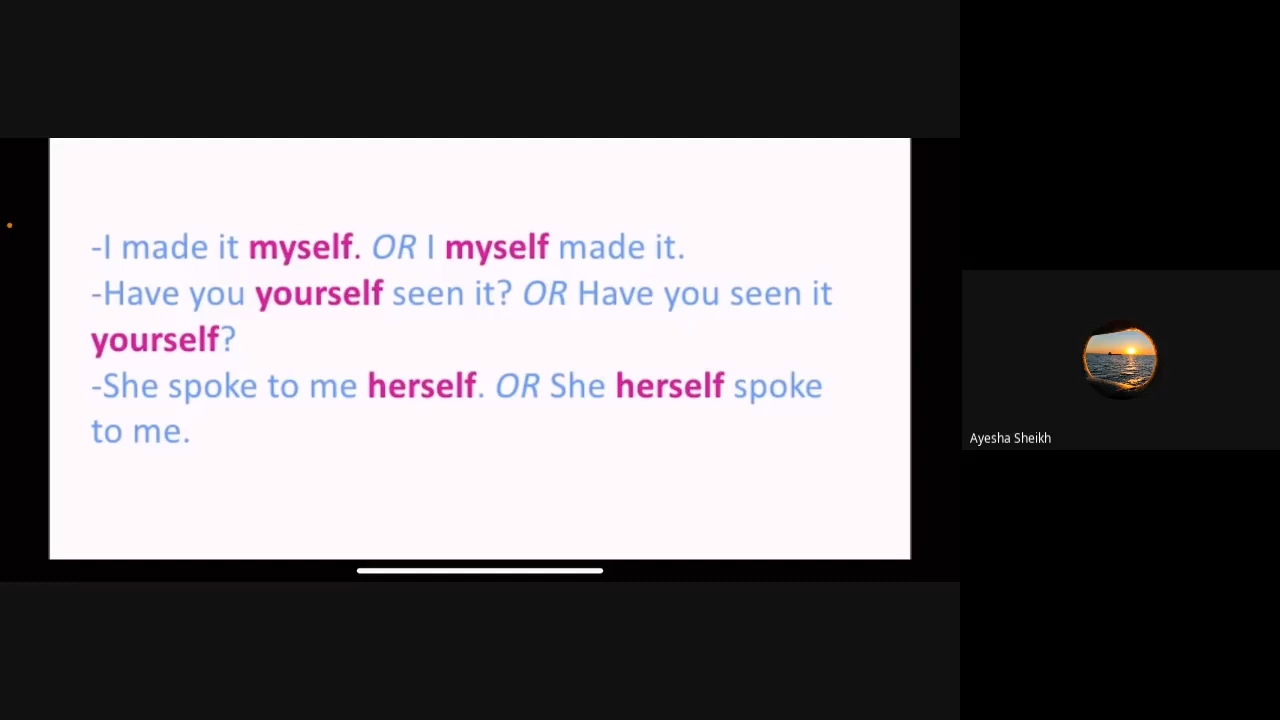 -I made it myself. OR I myself made it.
-Have you yourself seen it? OR Have you seen it
yourself?
-She spoke to me herself. OR She herself spoke
to me.
Ayesha Sheikh